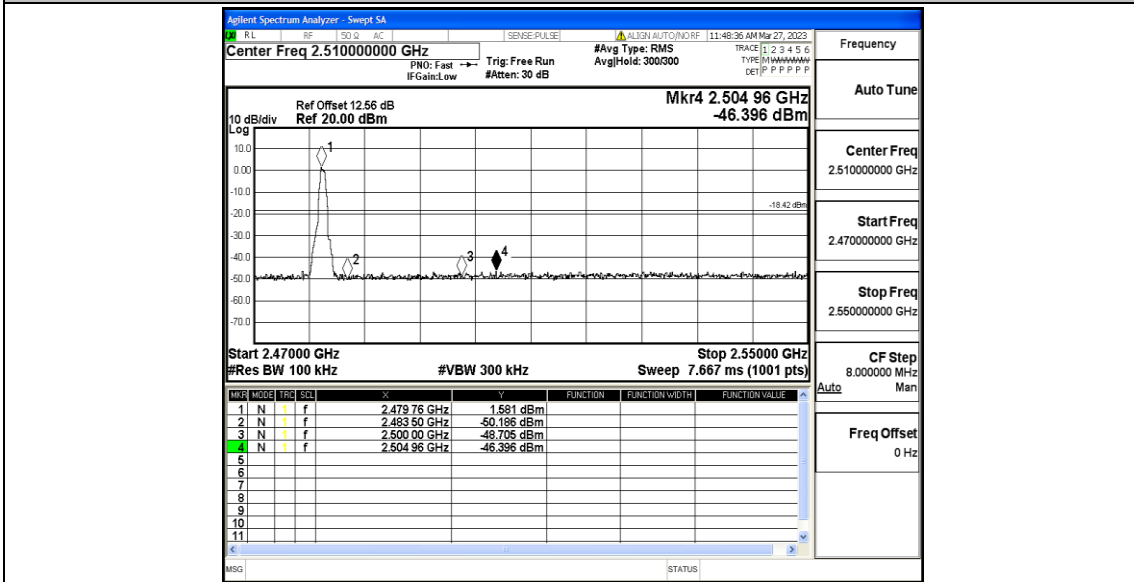 Agilent Spectrum Analyzer - Swept SA
RL RF 50 Ω AC SENSE:PULSE ALIGN AUTO/NO RF 11:48:36 AM Mar 27, 2023
Center Freq 2.510000000 GHz
PNO: Fast
IFGain:Low
Trig: Free Run
#Atten: 30 dB
#Avg Type: RMS
Avg|Hold: 300/300
TRACE 1 2 3 4 5 6
TYPE M
DET P P P P P P
Ref Offset 12.56 dB
10 dB/div Ref 20.00 dBm
Log
Mkr4 2.504 96 GHz
-46.396 dBm
10.0
0.00
-10.0
-20.0
-30.0
-40.0
-50.0
-60.0
-70.0
1
2
3
4
-18.42 dBm
Start 2.47000 GHz Stop 2.55000 GHz
#Res BW 100 kHz #VBW 300 kHz Sweep 7.667 ms (1001 pts)
MKR MODE TRC SCL X Y FUNCTION FUNCTION WIDTH FUNCTION VALUE
1 N 1 f 2.479 76 GHz 1.581 dBm
2 N 1 f 2.483 50 GHz -50.186 dBm
3 N 1 f 2.500 00 GHz -48.705 dBm
4 N 1 f 2.504 96 GHz -46.396 dBm
5
6
7
8
9
10
11
MSG STATUS
Frequency
Auto Tune
Center Freq
2.510000000 GHz
Start Freq
2.470000000 GHz
Stop Freq
2.550000000 GHz
CF Step
8.000000 MHz
Auto Man
Freq Offset
0 Hz